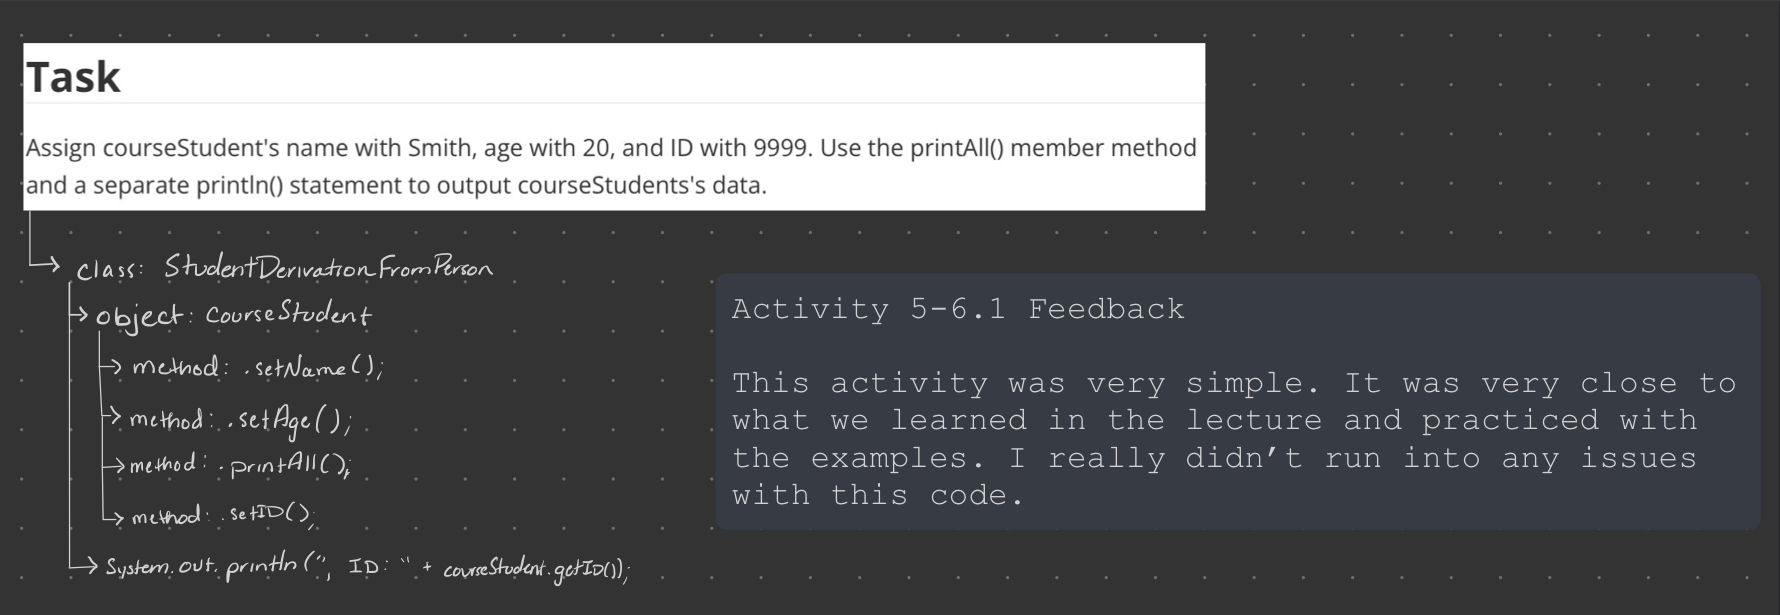 Task
Assign courseStudent's name with Smith, age with 20, and ID with 9999. Use the printAll() member method
and a separate println() statement to output courseStudents's data.
class: StudentDerivationFromPerson
object: courseStudent
method: .setName();
method: .setAge();
method: .printAll();
method: .setID();
System.out.println(", ID: " + courseStudent.getID());
Activity 5-6.1 Feedback
This activity was very simple. It was very close to
what we learned in the lecture and practiced with
the examples. I really didn’t run into any issues
with this code.